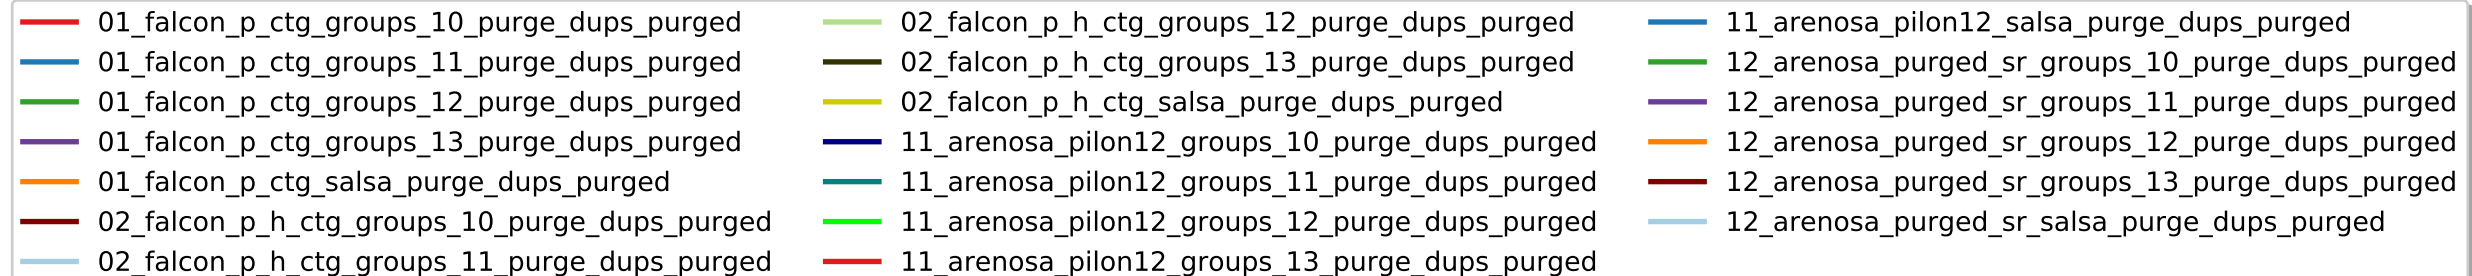 01_falcon_p_ctg_groups_10_purge_dups_purged
01_falcon_p_ctg_groups_11_purge_dups_purged
01_falcon_p_ctg_groups_12_purge_dups_purged
01_falcon_p_ctg_groups_13_purge_dups_purged
01_falcon_p_ctg_salsa_purge_dups_purged
02_falcon_p_h_ctg_groups_10_purge_dups_purged
02_falcon_p_h_ctg_groups_11_purge_dups_purged
02_falcon_p_h_ctg_groups_12_purge_dups_purged
02_falcon_p_h_ctg_groups_13_purge_dups_purged
02_falcon_p_h_ctg_salsa_purge_dups_purged
11_arenosa_pilon12_groups_10_purge_dups_purged
11_arenosa_pilon12_groups_11_purge_dups_purged
11_arenosa_pilon12_groups_12_purge_dups_purged
11_arenosa_pilon12_groups_13_purge_dups_purged
11_arenosa_pilon12_salsa_purge_dups_purged
12_arenosa_purged_sr_groups_10_purge_dups_purged
12_arenosa_purged_sr_groups_11_purge_dups_purged
12_arenosa_purged_sr_groups_12_purge_dups_purged
12_arenosa_purged_sr_groups_13_purge_dups_purged
12_arenosa_purged_sr_salsa_purge_dups_purged